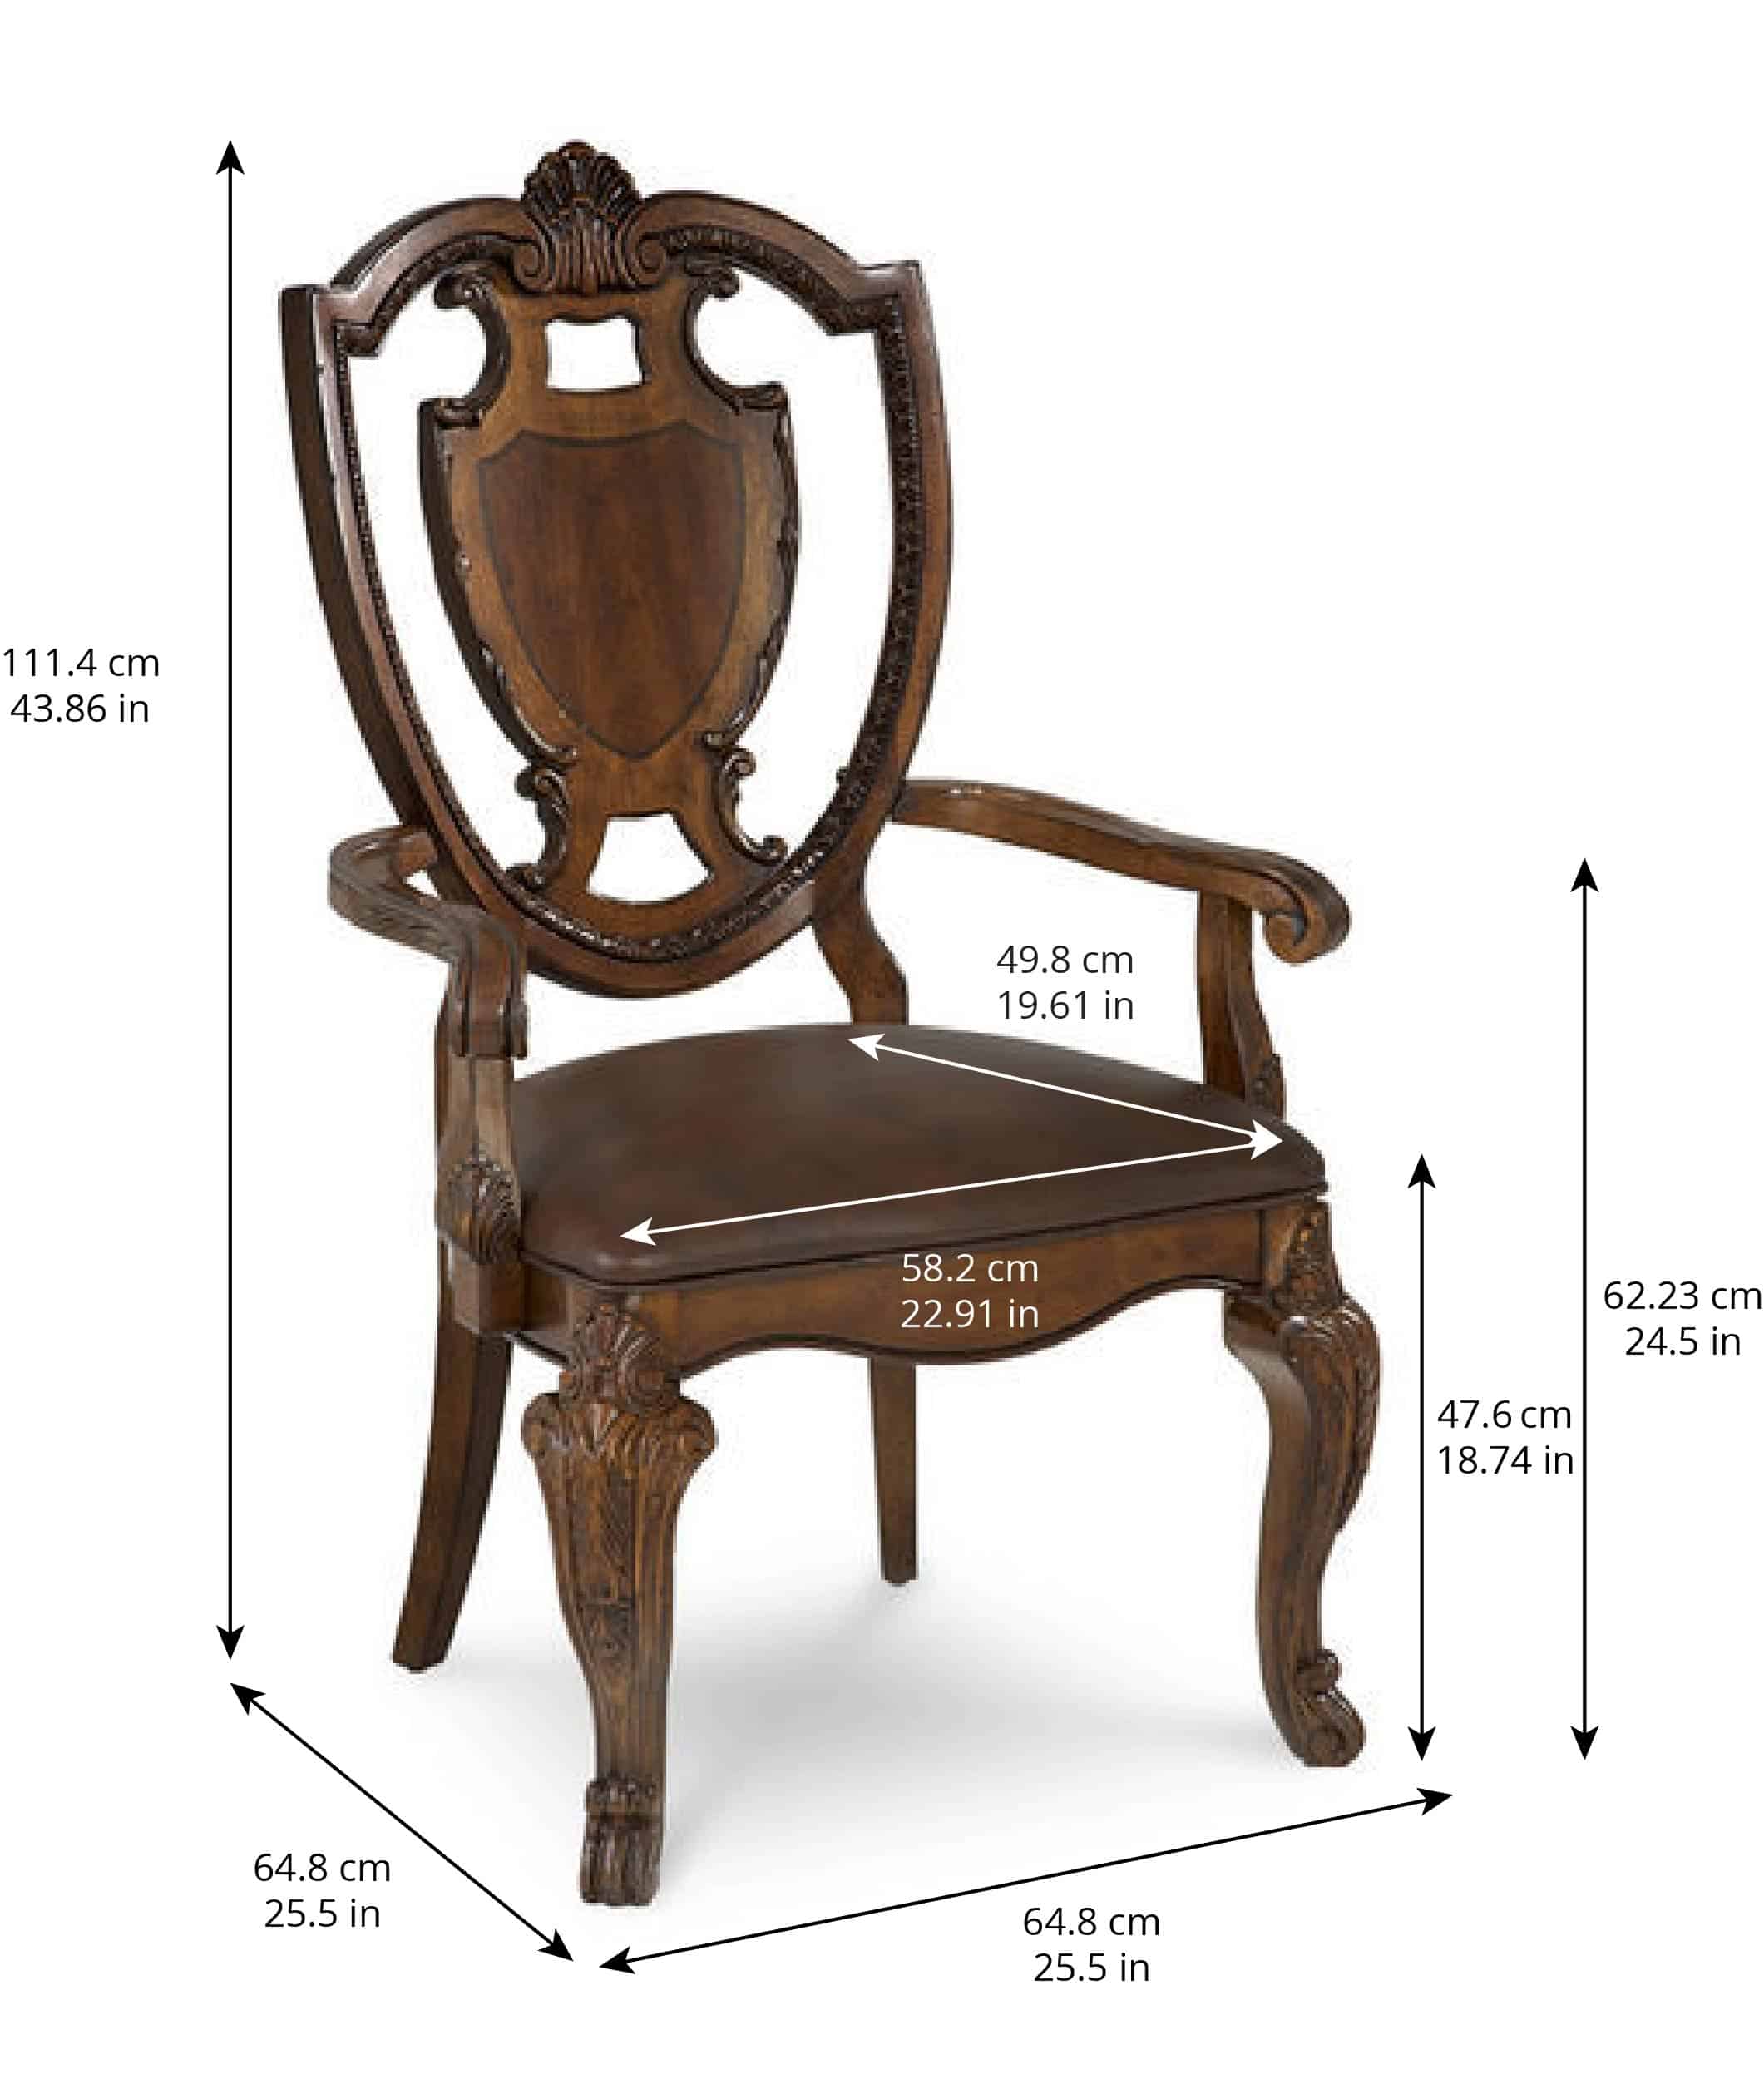 111.4 cm
43.86 in
49.8 cm
19.61 in
58.2 cm
22.91 in
62.23 cm
24.5 in
47.6 cm
18.74 in
64.8 cm
25.5 in
64.8 cm
25.5 in